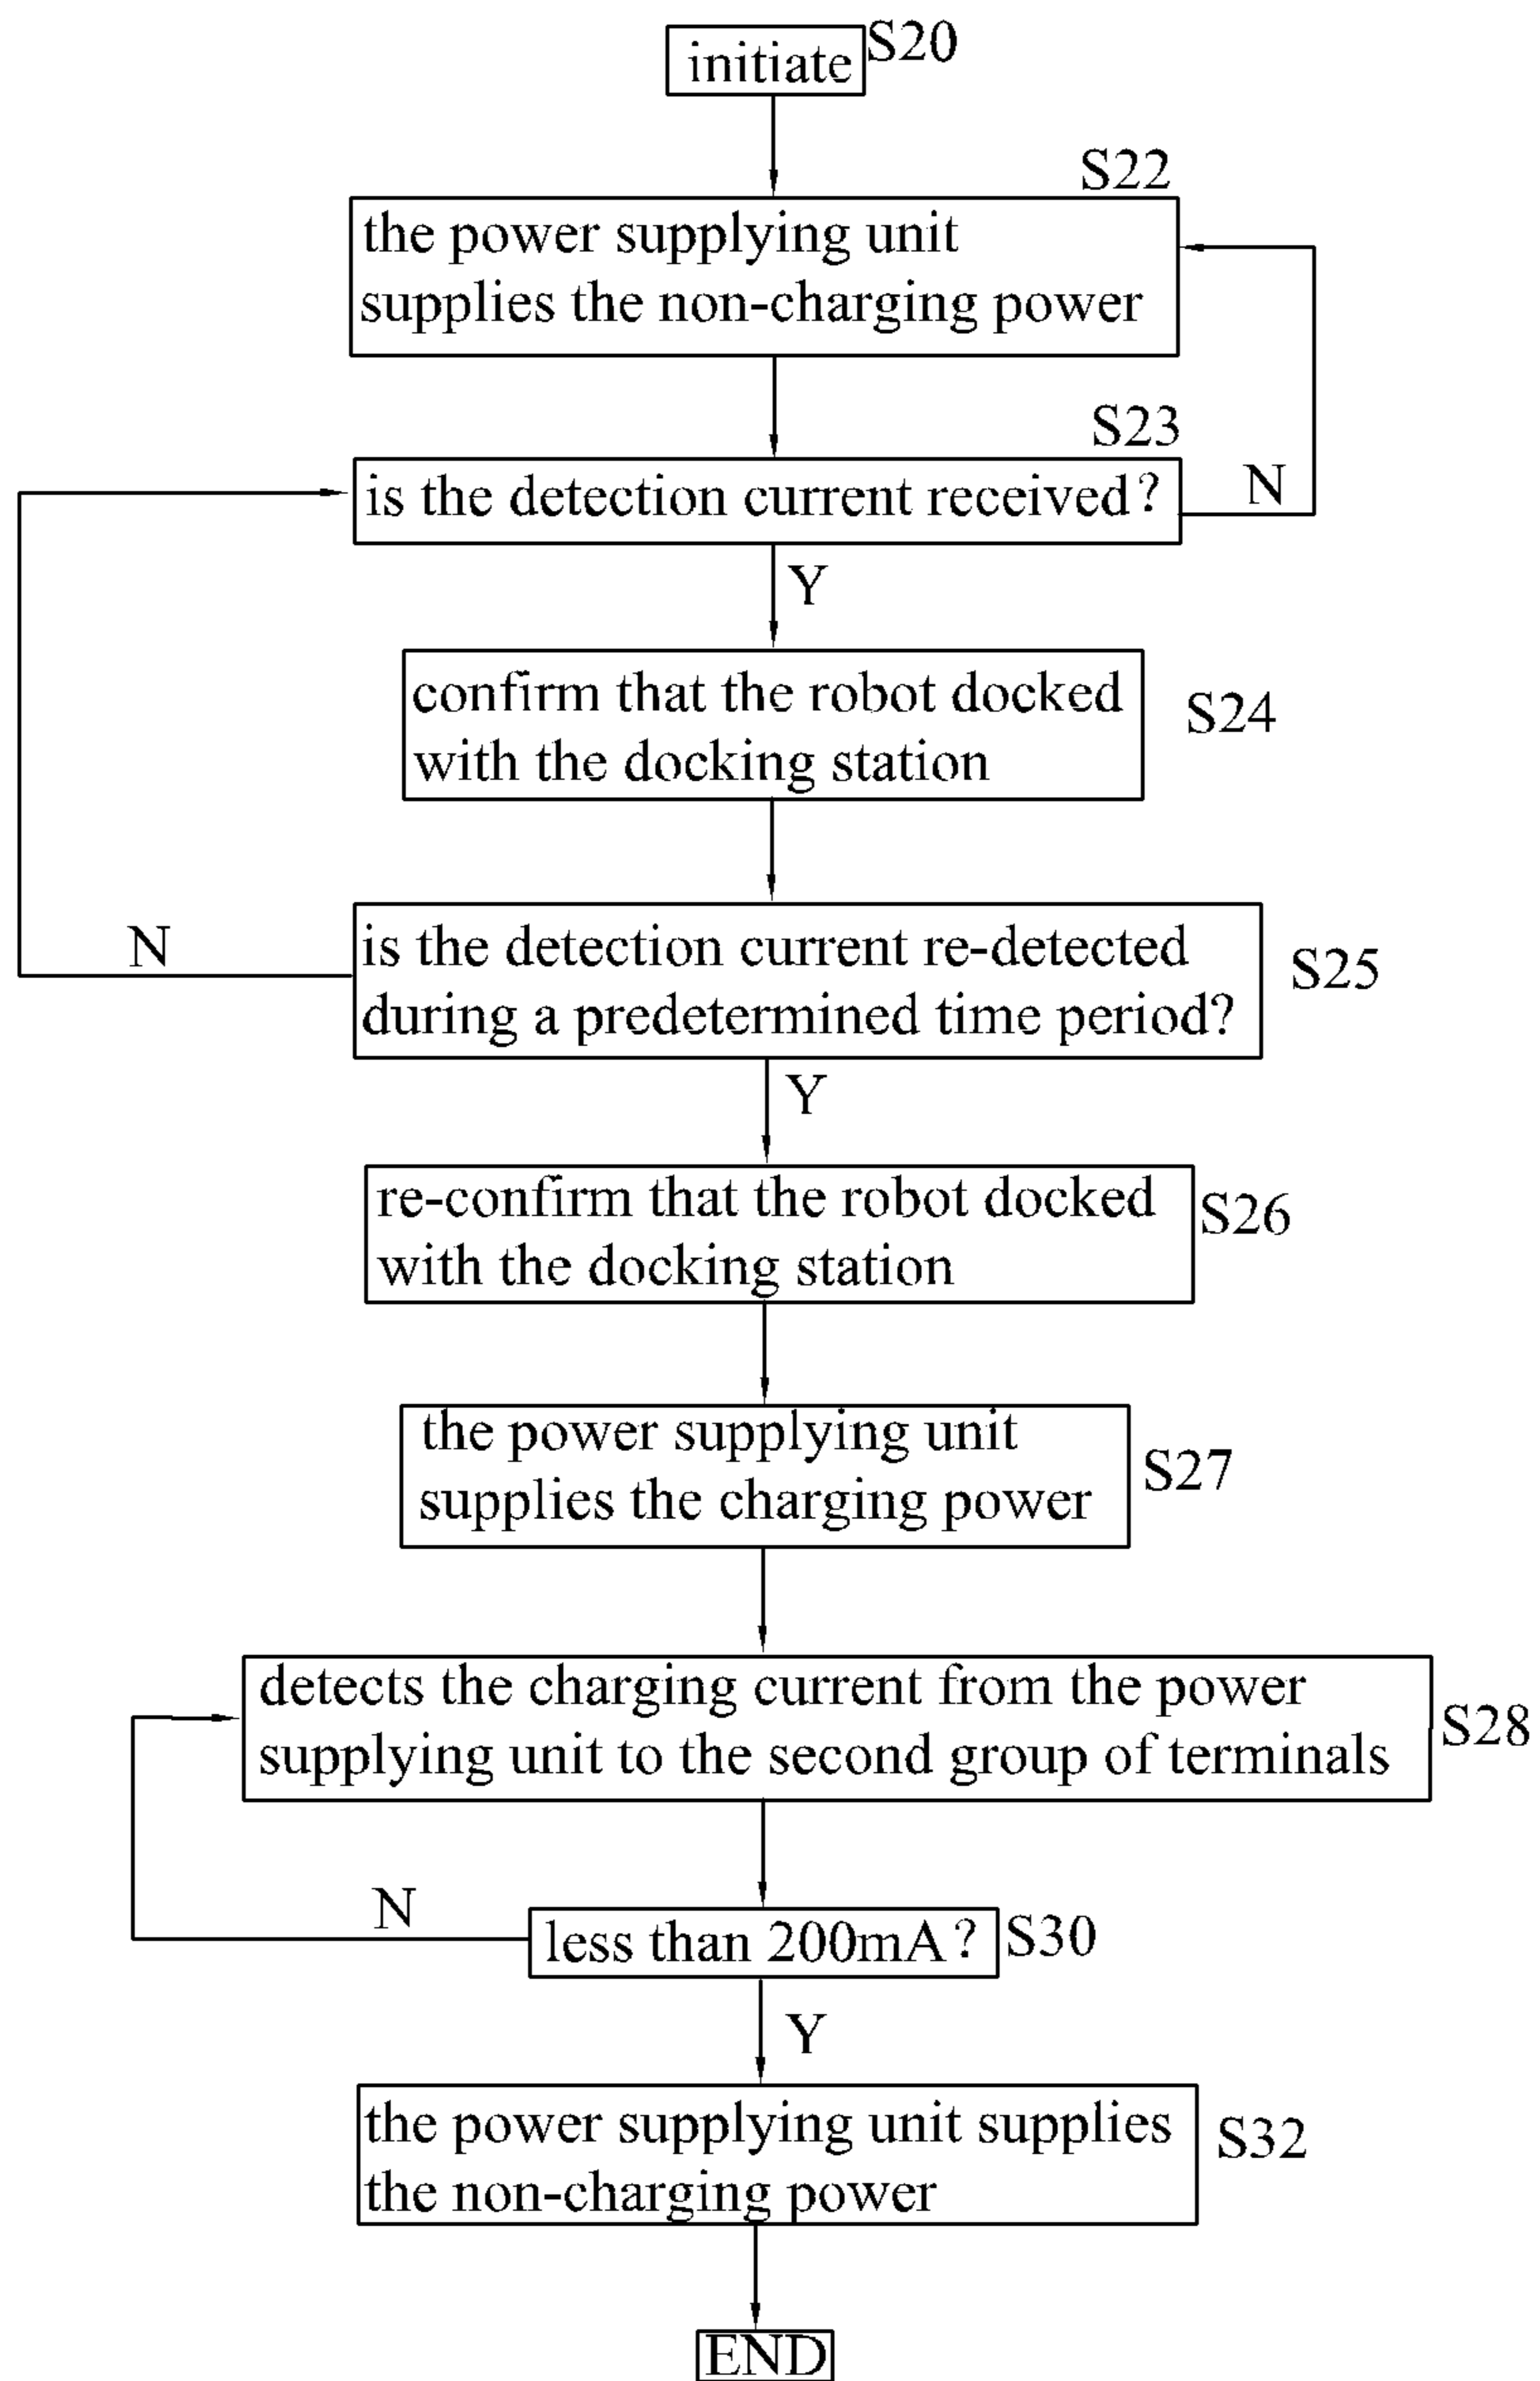 initiate
S20
S22
the power supplying unit
supplies the non-charging power
S23
is the detection current received?
N
Y
confirm that the robot docked
with the docking station
S24
N
is the detection current re-detected
during a predetermined time period?
S25
Y
re-confirm that the robot docked
with the docking station
S26
the power supplying unit
supplies the charging power
S27
detects the charging current from the power
supplying unit to the second group of terminals
S28
N
less than 200mA?
S30
Y
the power supplying unit supplies
the non-charging power
S32
END